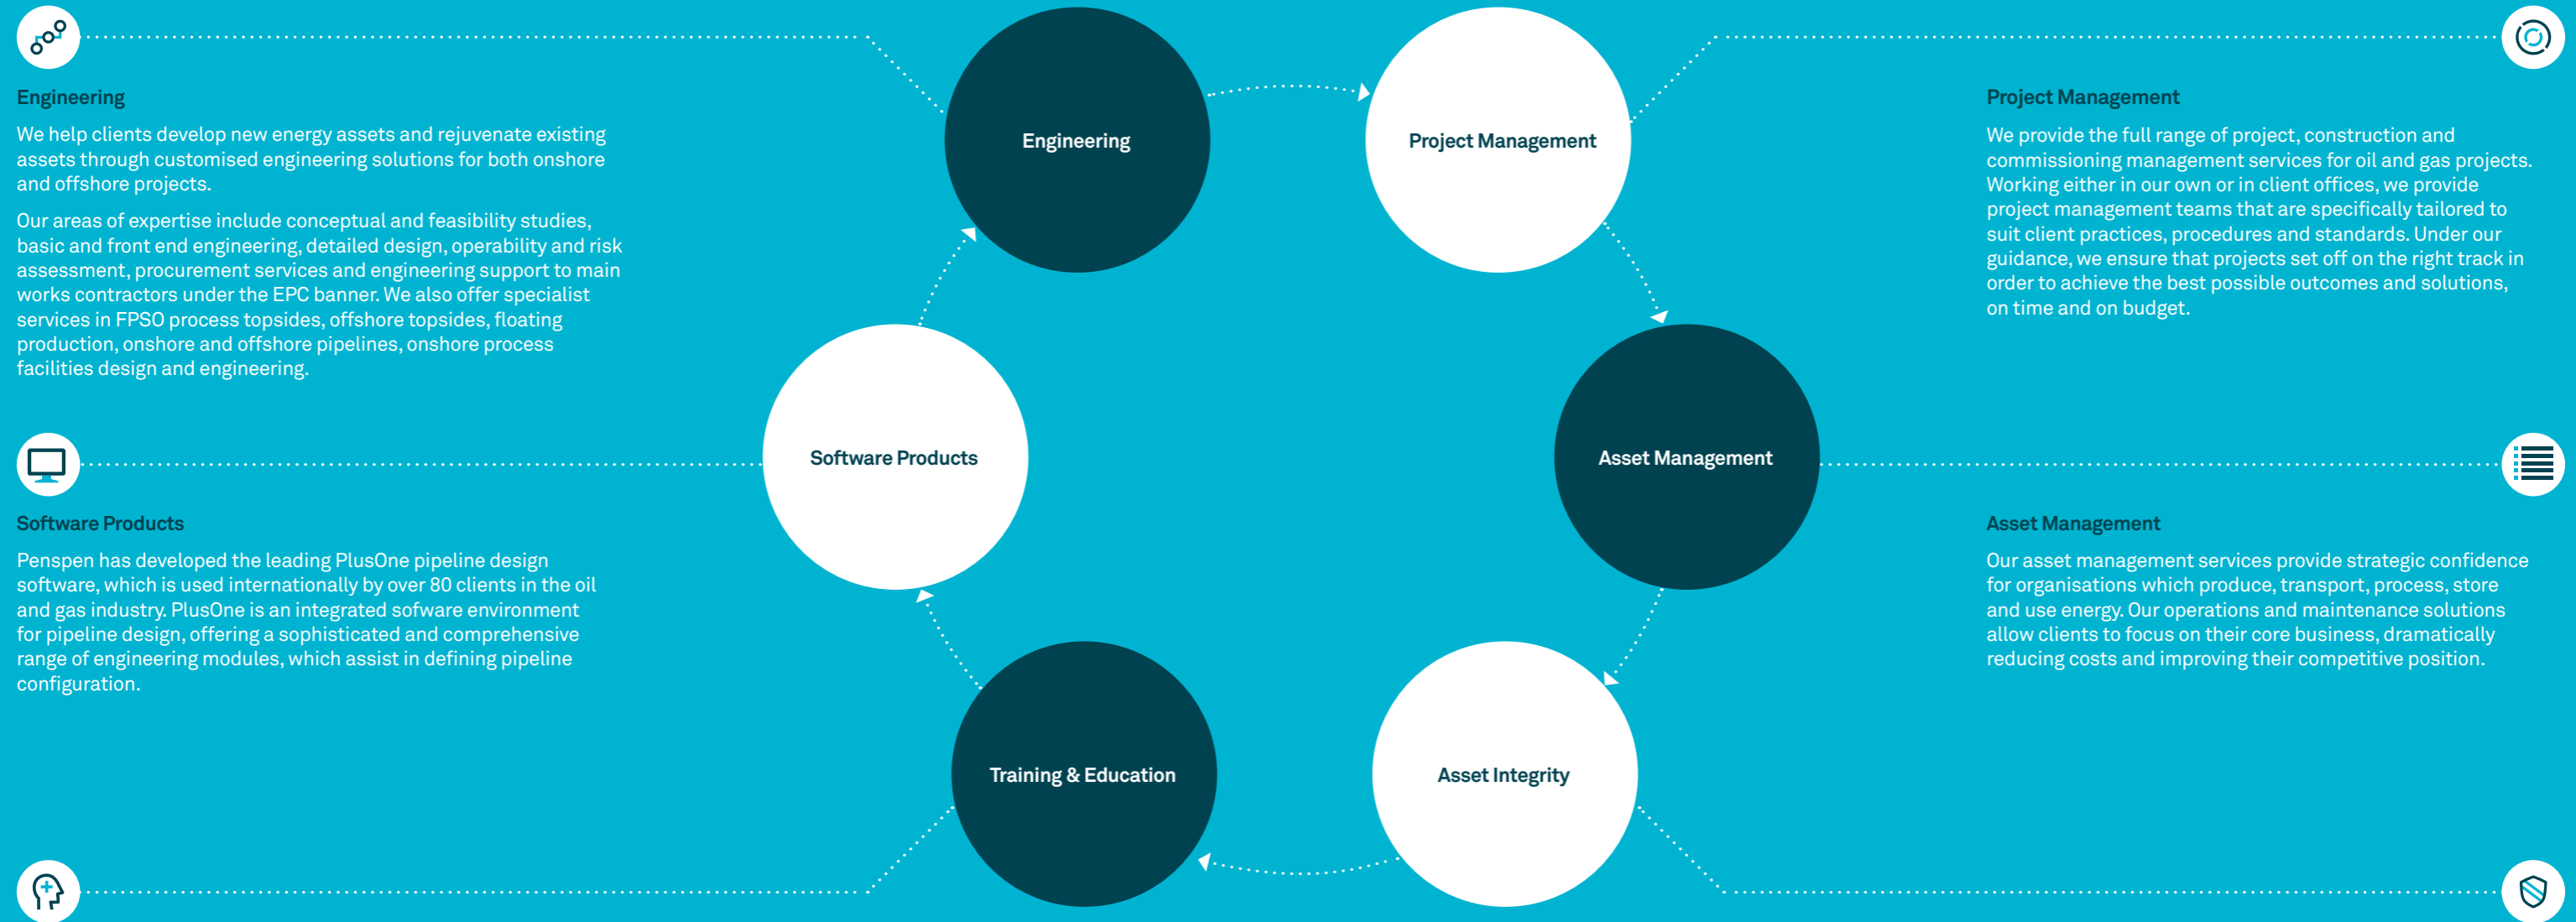 Engineering
We help clients develop new energy assets and rejuvenate existing
assets through customised engineering solutions for both onshore
and offshore projects.
Our areas of expertise include conceptual and feasibility studies,
basic and front end engineering, detailed design, operability and risk
assessment, procurement services and engineering support to main
works contractors under the EPC banner. We also offer specialist
services in FPSO process topsides, offshore topsides, floating
production, onshore and offshore pipelines, onshore process
facilities design and engineering.
Software Products
Penspen has developed the leading PlusOne pipeline design
software, which is used internationally by over 80 clients in the oil
and gas industry. PlusOne is an integrated sofware environment
for pipeline design, offering a sophisticated and comprehensive
range of engineering modules, which assist in defining pipeline
configuration.
Engineering
Project Management
Software Products
Asset Management
Training & Education
Asset Integrity
Project Management
We provide the full range of project, construction and
commissioning management services for oil and gas projects.
Working either in our own or in client offices, we provide
project management teams that are specifically tailored to
suit client practices, procedures and standards. Under our
guidance, we ensure that projects set off on the right track in
order to achieve the best possible outcomes and solutions,
on time and on budget.
Asset Management
Our asset management services provide strategic confidence
for organisations which produce, transport, process, store
and use energy. Our operations and maintenance solutions
allow clients to focus on their core business, dramatically
reducing costs and improving their competitive position.